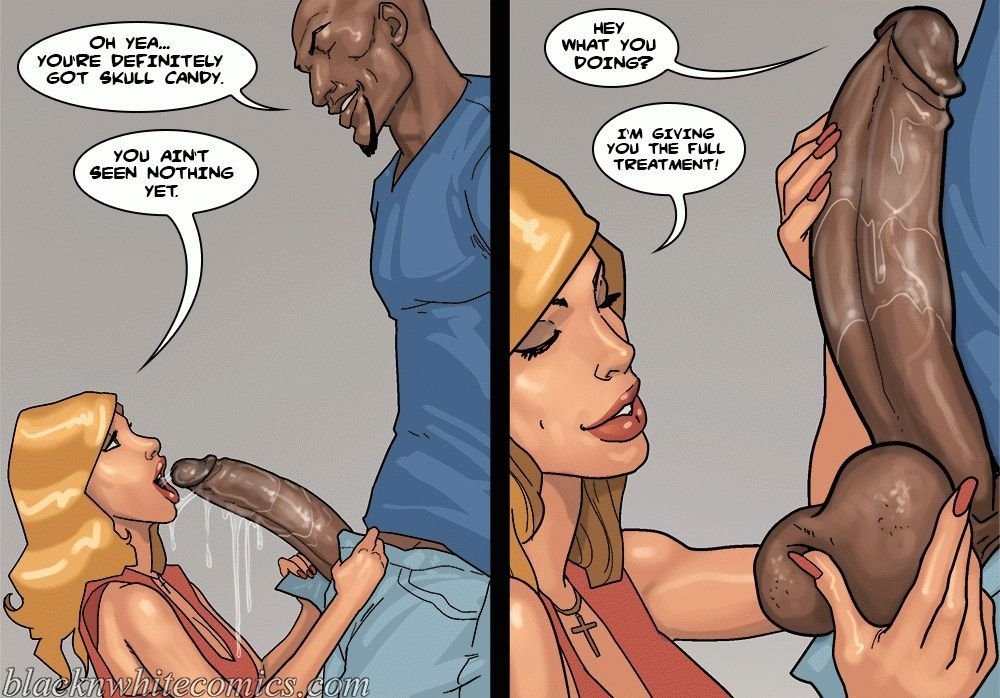 OH YEA...
YOU'RE DEFINITELY
GOT SKULL CANDY.
YOU AIN'T
SEEN NOTHING
YET.
HEY
WHAT YOU
DOING?
I'M GIVING
YOU THE FULL
TREATMENT!
blacknwhitecomics.com